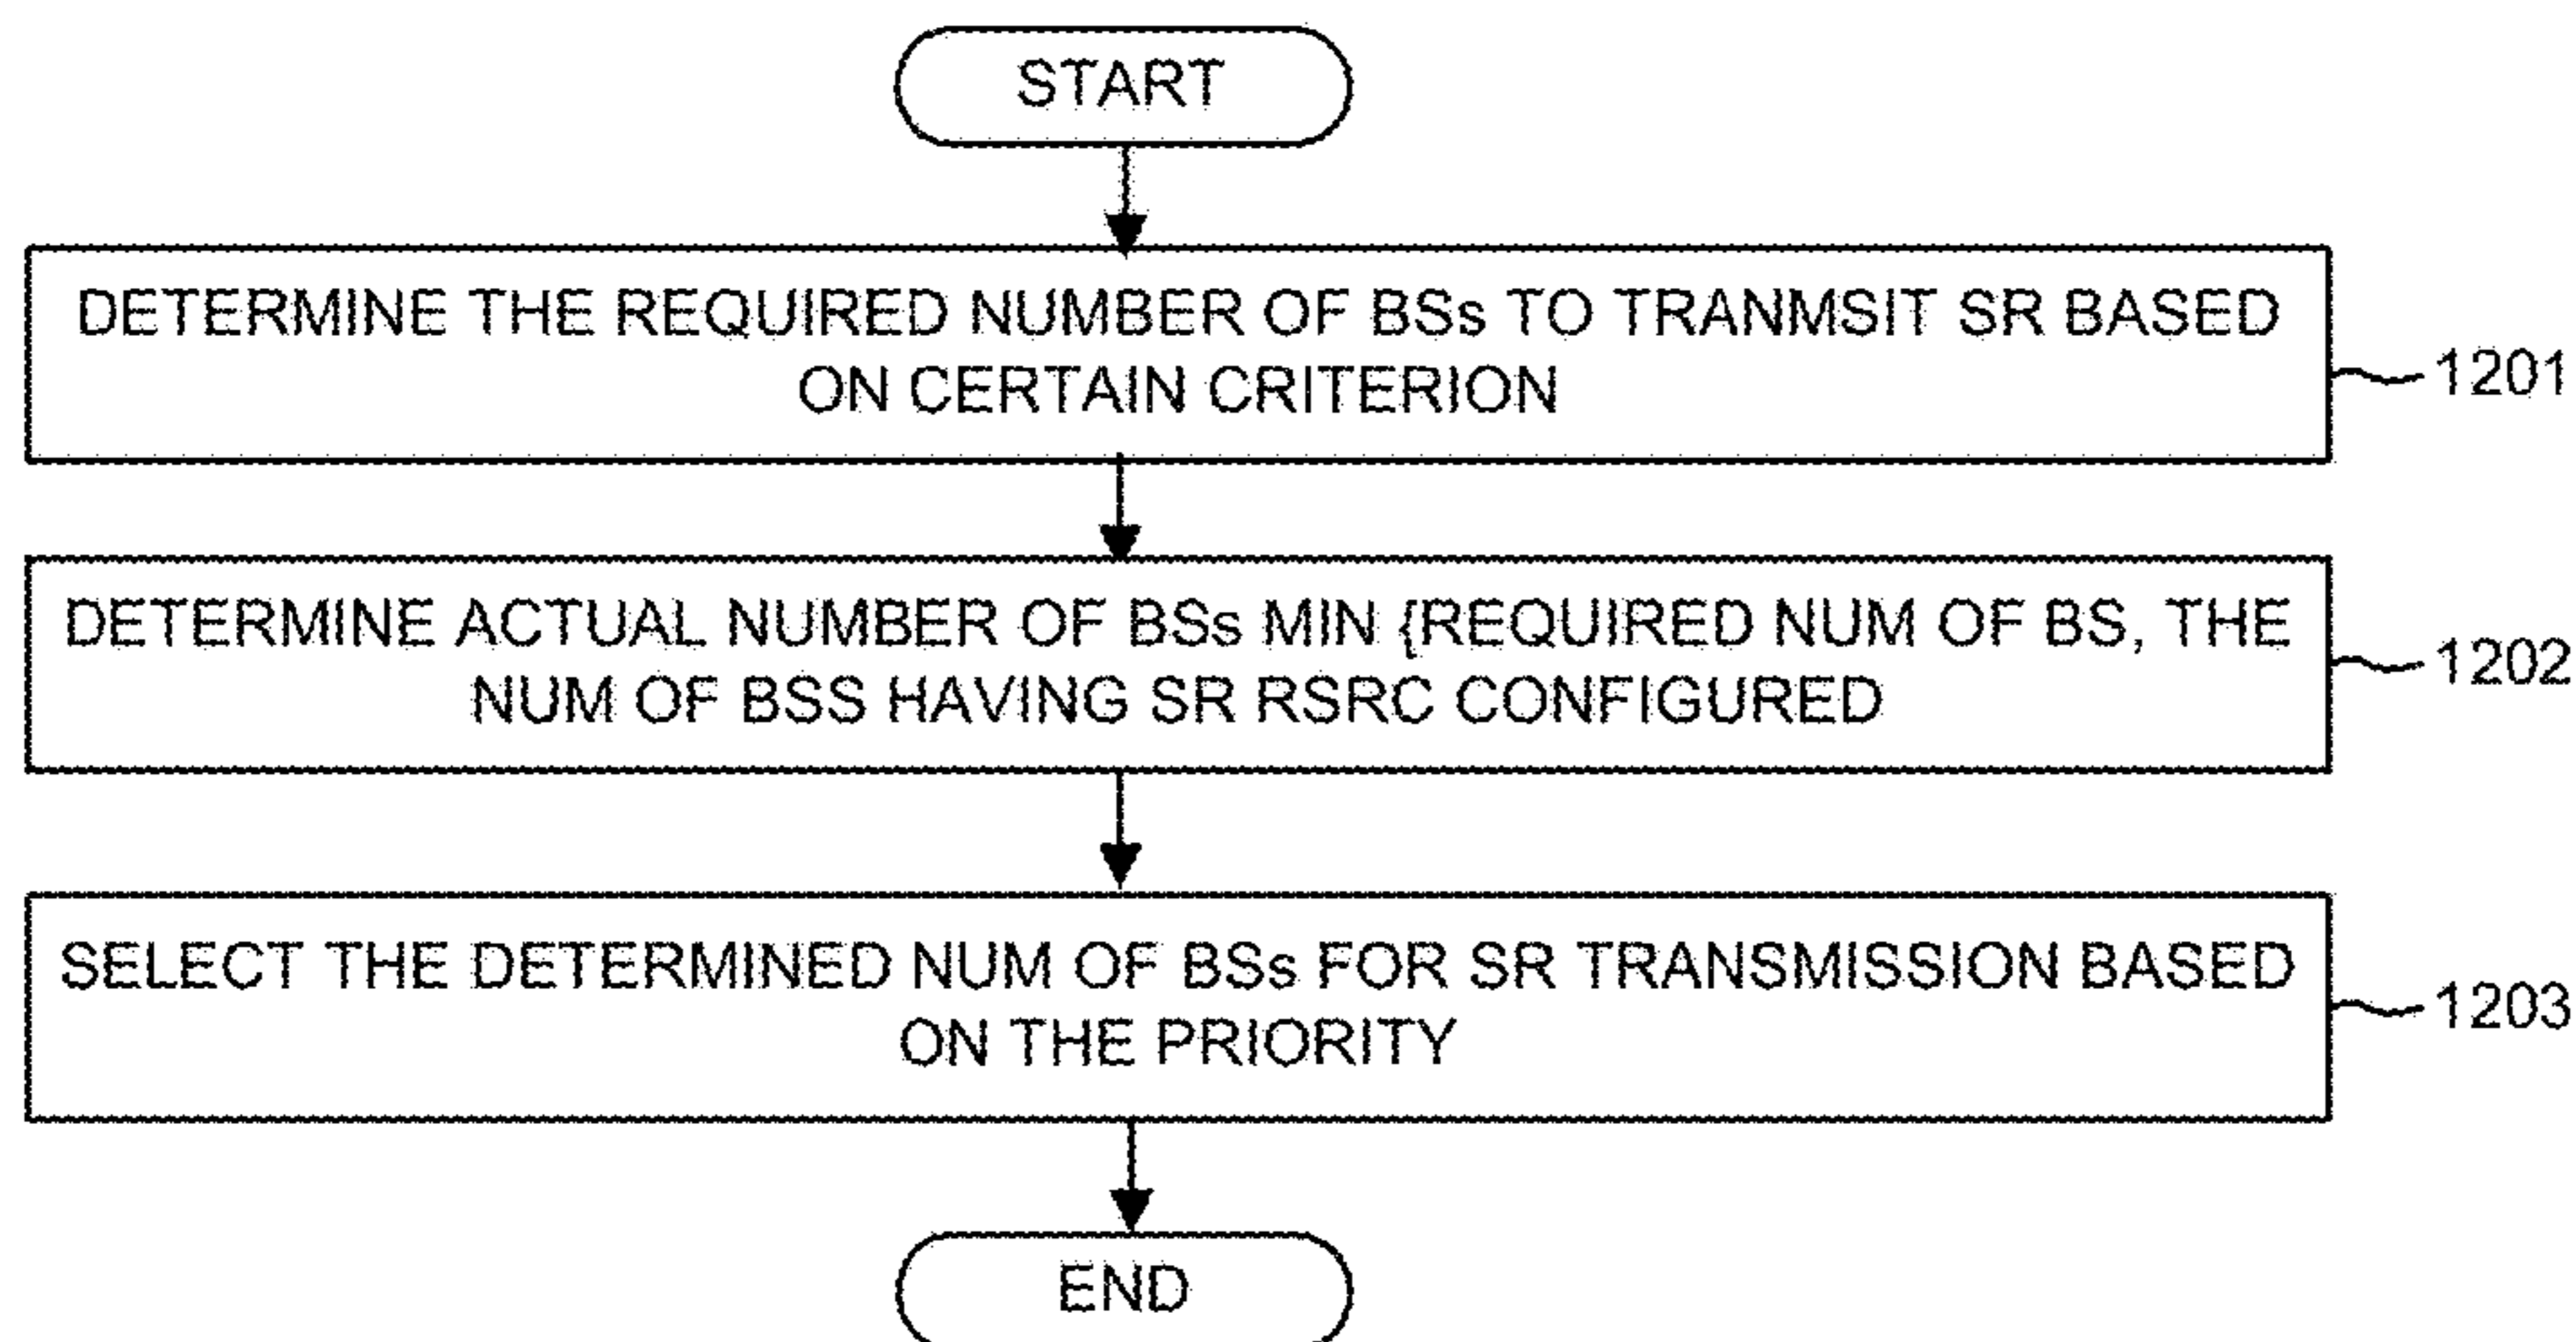 START
DETERMINE THE REQUIRED NUMBER OF BSs TO TRANMSIT SR BASED
ON CERTAIN CRITERION
1201
DETERMINE ACTUAL NUMBER OF BSs MIN {REQUIRED NUM OF BS, THE
NUM OF BSS HAVING SR RSRC CONFIGURED
1202
SELECT THE DETERMINED NUM OF BSs FOR SR TRANSMISSION BASED
ON THE PRIORITY
1203
END